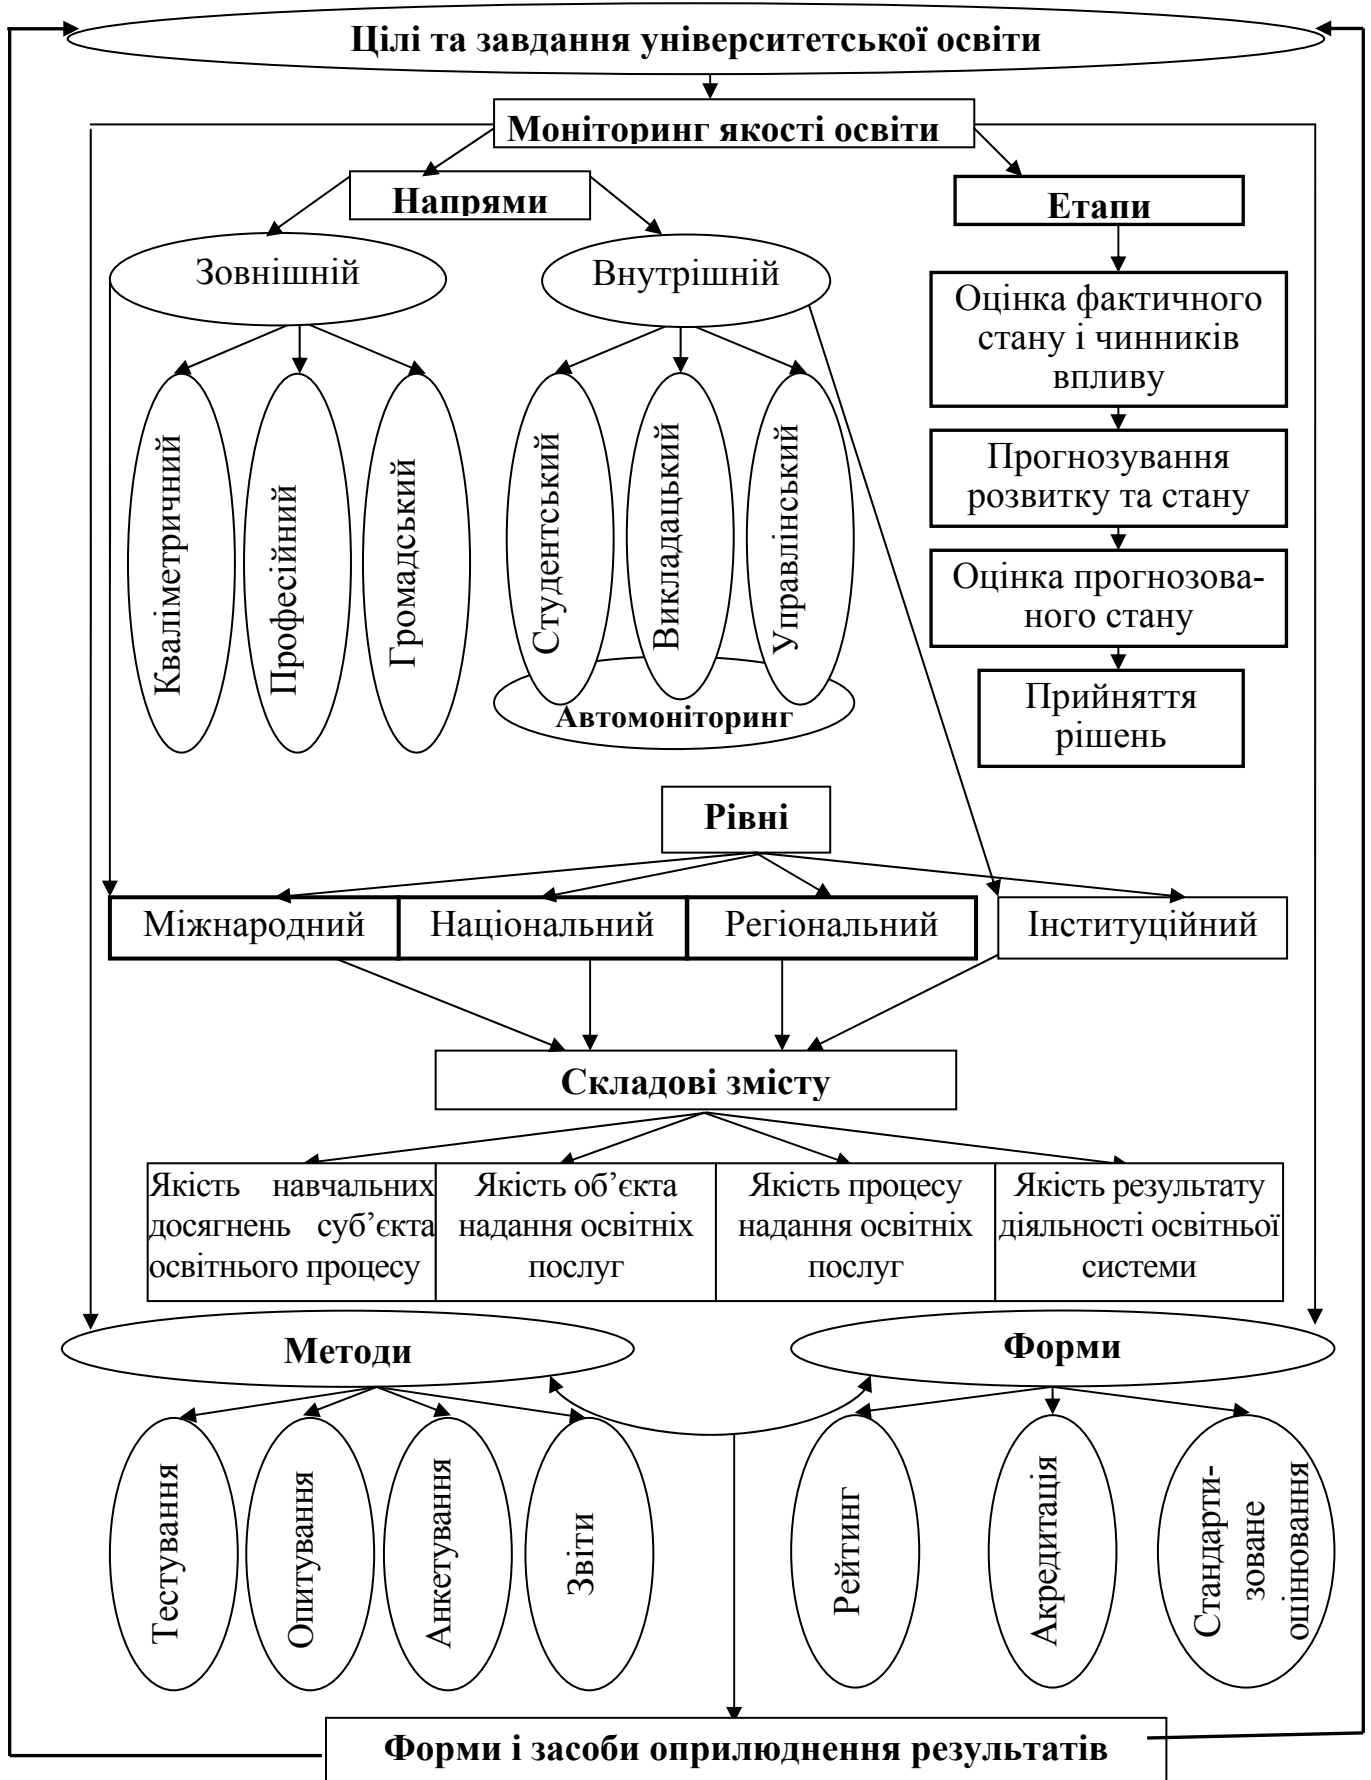 Цілі та завдання університетської освіти
Моніторинг якості освіти
Напрями
Етапи
Зовнішній
Внутрішній
Оцінка фактичного
стану і чинників
впливу
Кваліметричний
Професійний
Громадський
Студентський
Викладацький
Управлінський
Автомоніторинг
Прогнозування
розвитку та стану
Оцінка прогнозова-
ного стану
Прийняття
рішень
Рівні
Міжнародний
Національний
Регіональний
Інституційний
Складові змісту
Якість навчальних
досягнень суб’єкта
освітнього процесу
Якість об’єкта
надання освітніх
послуг
Якість процесу
надання освітніх
послуг
Якість результату
діяльності освітньої
системи
Методи
Форми
Тестування
Опитування
Анкетування
Звіти
Рейтинг
Акредитація
Стандарти-
зоване
оцінювання
Форми і засоби оприлюднення результатів